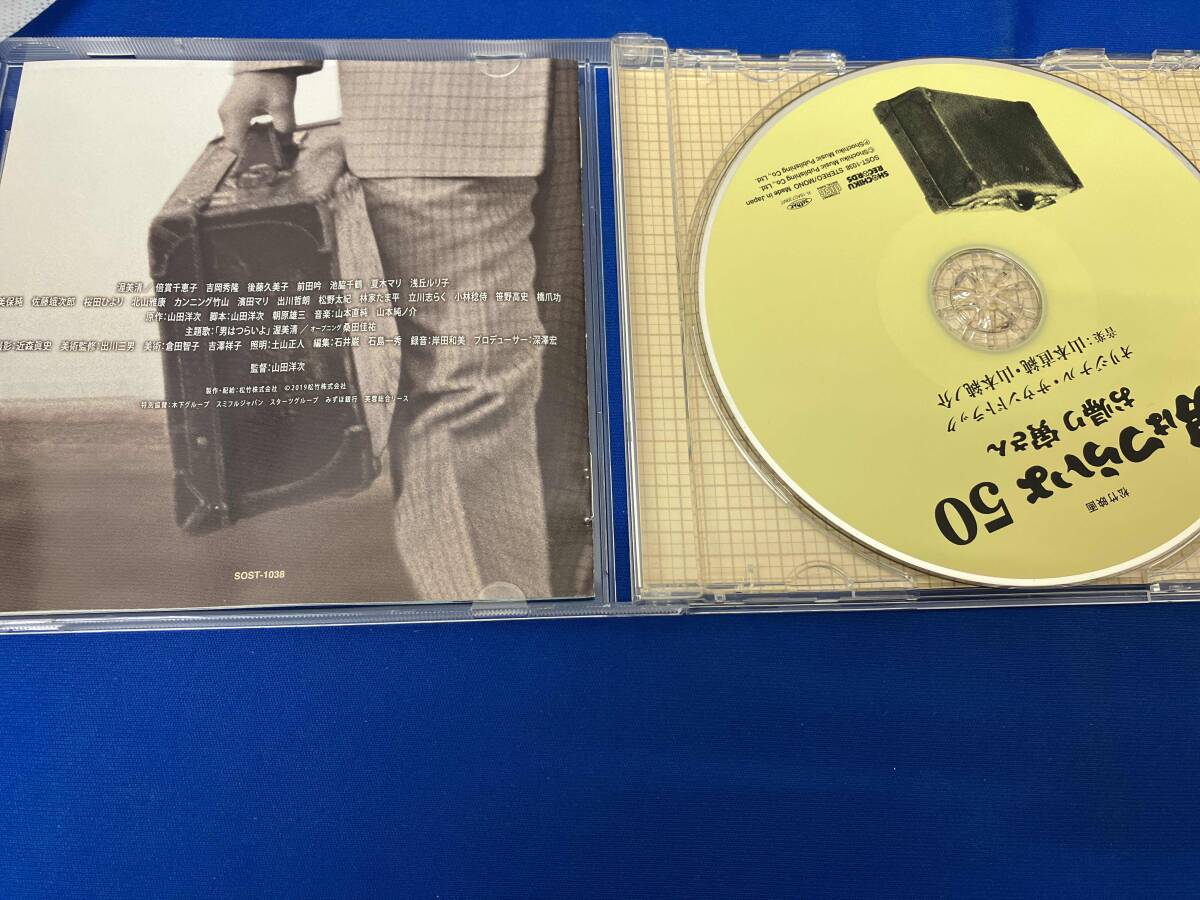 渥美清／倍賞千恵子 吉岡秀隆 後藤久美子 前田吟 池脇千鶴 夏木マリ 浅丘ルリ子
美保純 佐藤蛾次郎 桜田ひより 北山雅康 カンニング竹山 濱田マリ 出川哲朗 松野太紀 林家たま平 立川志らく 小林稔侍 笹野高史 橋爪功
原作：山田洋次 脚本：山田洋次 朝原雄三 音楽：山本直純 山本純ノ介
主題歌：「男はつらいよ」渥美清／オープニング 桑田佳祐
撮影：近森眞史 美術監修：出川三男 美術：倉田智子 吉澤祥子 照明：土山正人 編集：石井巌 石島一秀 録音：岸田和美 プロデューサー：深澤宏
監督：山田洋次
製作・配給：松竹株式会社 ©2019松竹株式会社
特別協賛：木下グループ スミフルジャパン スターツグループ みずほ銀行 芙蓉総合リース
SOST-1038
松竹映画
男はつらいよ 50
お帰り 寅さん
オリジナル・サウンドトラック
音楽：山本直純・山本純ノ介
SHOCHIKU
RECORDS
SOST-1038 STEREO/MONO Made in Japan
©Shochiku Music Publishing Co., Ltd.
℗Shochiku Music Publishing Co., Ltd.